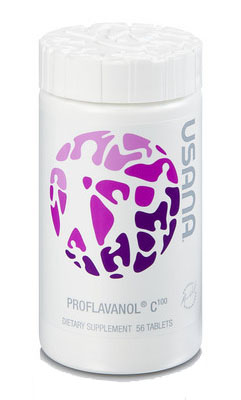 USANA
PROFLAVANOL® C100
DIETARY SUPPLEMENT 56 TABLETS